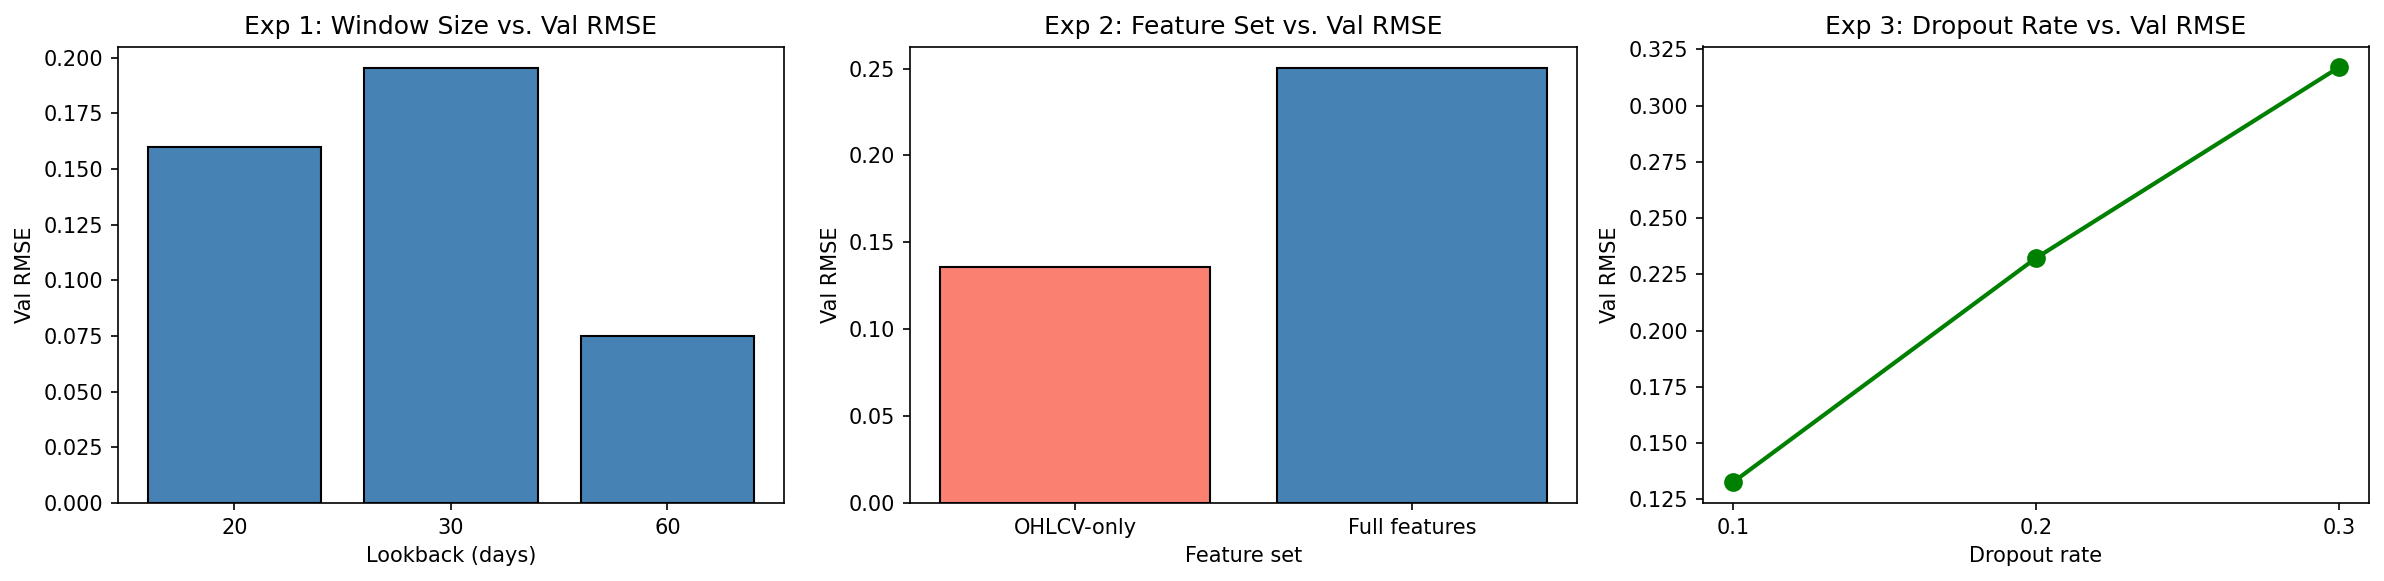 Exp 1: Window Size vs. Val RMSE
Val RMSE
0.200
0.175
0.150
0.125
0.100
0.075
0.050
0.025
0.000
20 30 60
Lookback (days)
Exp 2: Feature Set vs. Val RMSE
Val RMSE
0.25
0.20
0.15
0.10
0.05
0.00
OHLCV-only Full features
Feature set
Exp 3: Dropout Rate vs. Val RMSE
Val RMSE
0.325
0.300
0.275
0.250
0.225
0.200
0.175
0.150
0.125
0.1 0.2 0.3
Dropout rate